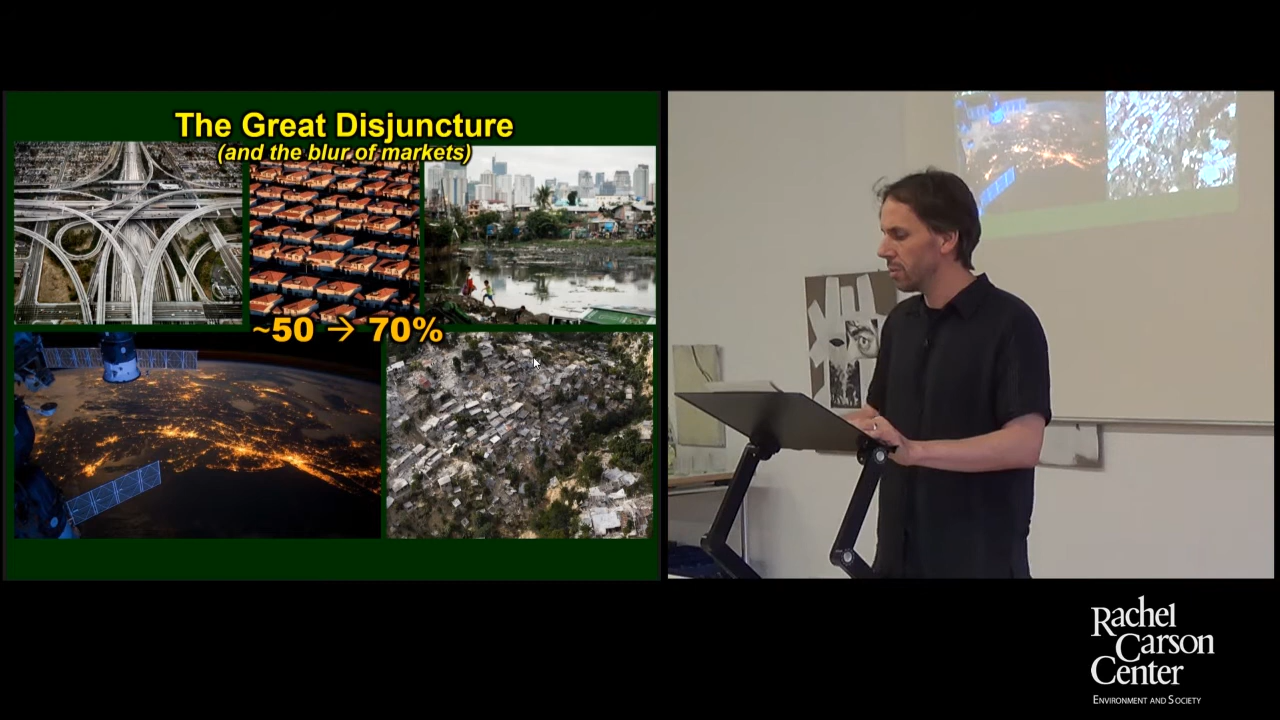 The Great Disjuncture
(and the blur of markets)
~50 → 70%
Rachel
Carson
Center
ENVIRONMENT AND SOCIETY